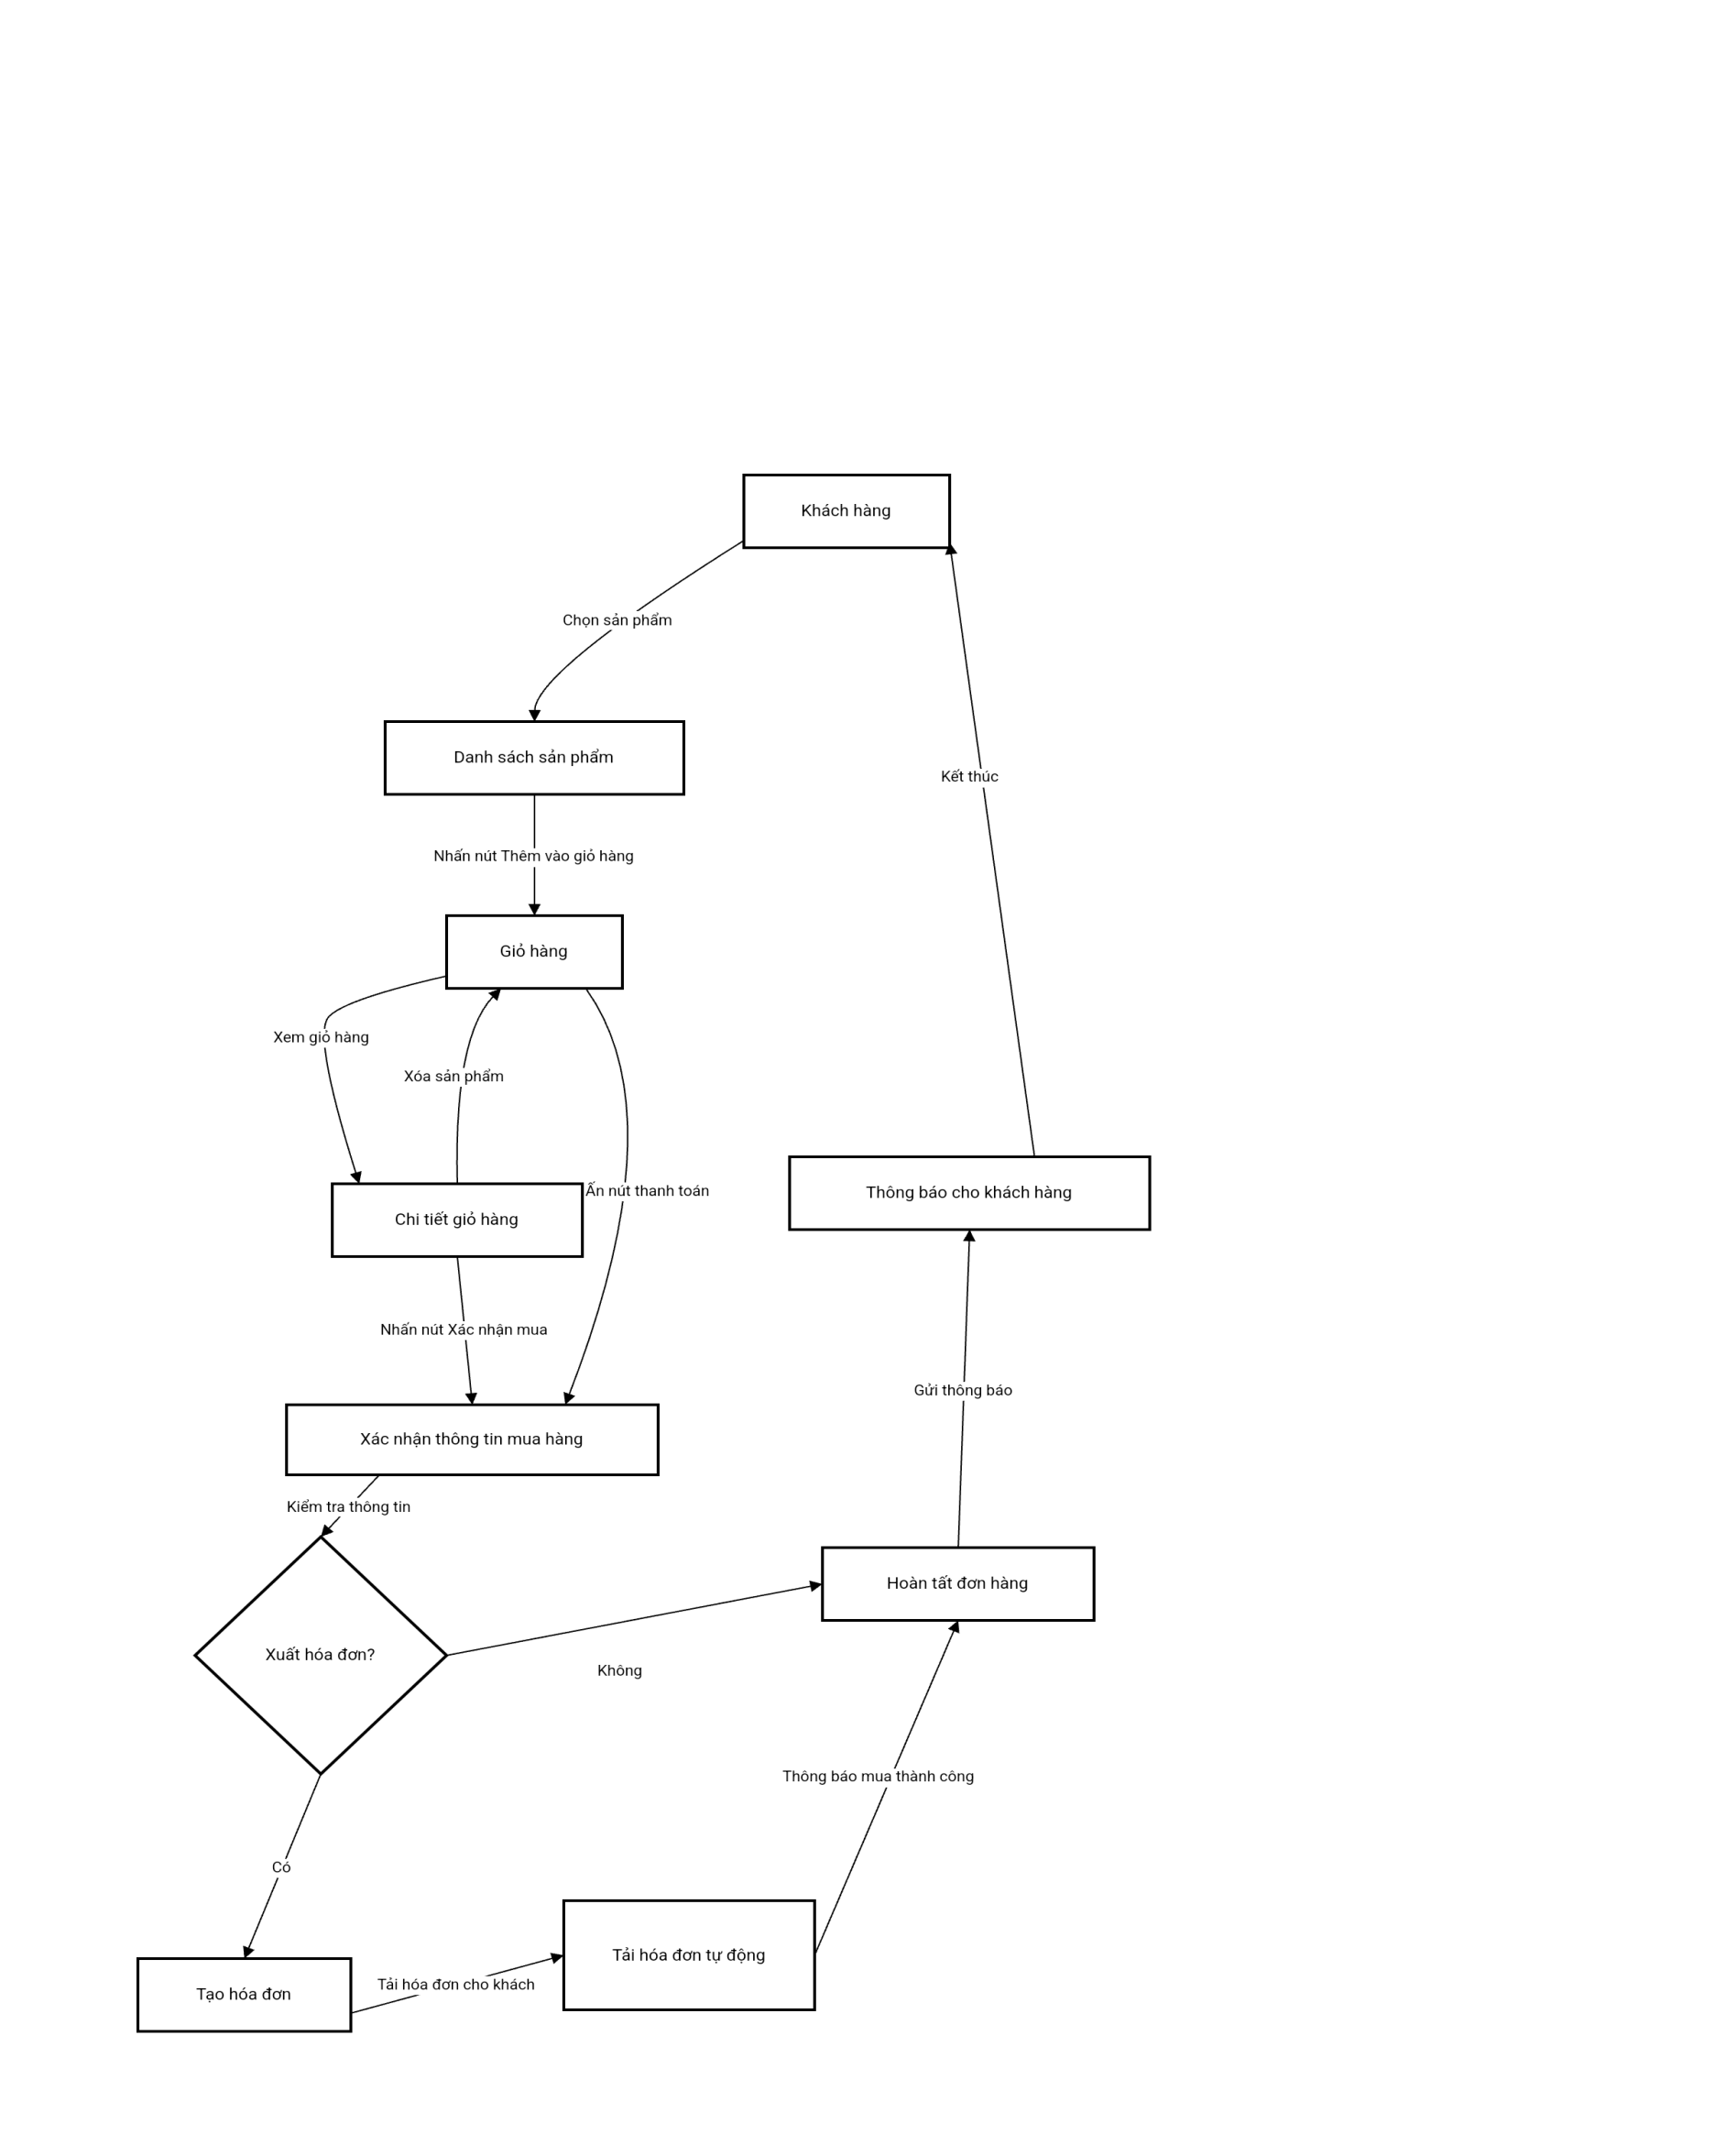 Khách hàng
Chọn sản phẩm
Danh sách sản phẩm
Kết thúc
Nhấn nút Thêm vào giỏ hàng
Giỏ hàng
Xem giỏ hàng
Xóa sản phẩm
Ấn nút thanh toán
Thông báo cho khách hàng
Chi tiết giỏ hàng
Nhấn nút Xác nhận mua
Gửi thông báo
Xác nhận thông tin mua hàng
Kiểm tra thông tin
Hoàn tất đơn hàng
Xuất hóa đơn?
Không
Thông báo mua thành công
Có
Tải hóa đơn tự động
Tải hóa đơn cho khách
Tạo hóa đơn